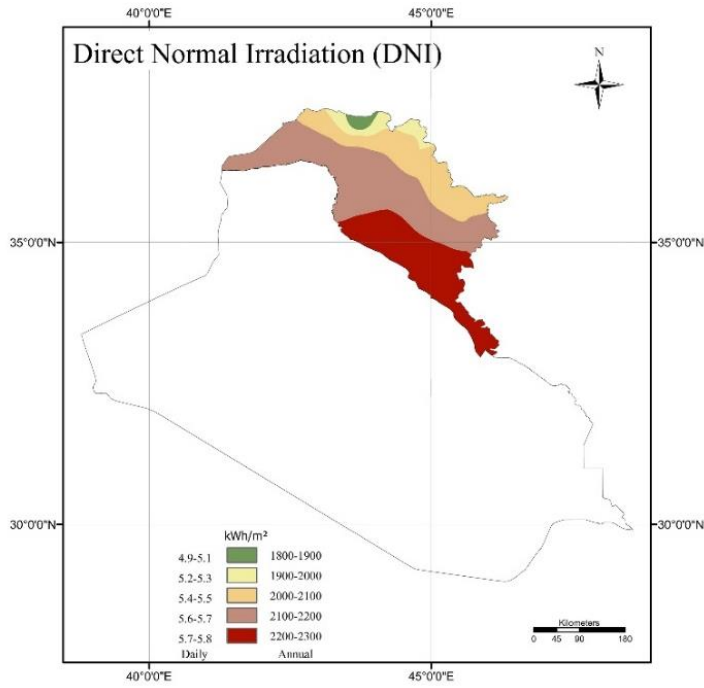 40°0'0"E 45°0'0"E
Direct Normal Irradiation (DNI)
N
35°0'0"N 35°0'0"N
30°0'0"N 30°0'0"N
kWh/m²
4.9-5.1 1800-1900
5.2-5.3 1900-2000
5.4-5.5 2000-2100
5.6-5.7 2100-2200
5.7-5.8 2200-2300
Daily Annual
Kilometers
0 45 90 180
40°0'0"E 45°0'0"E